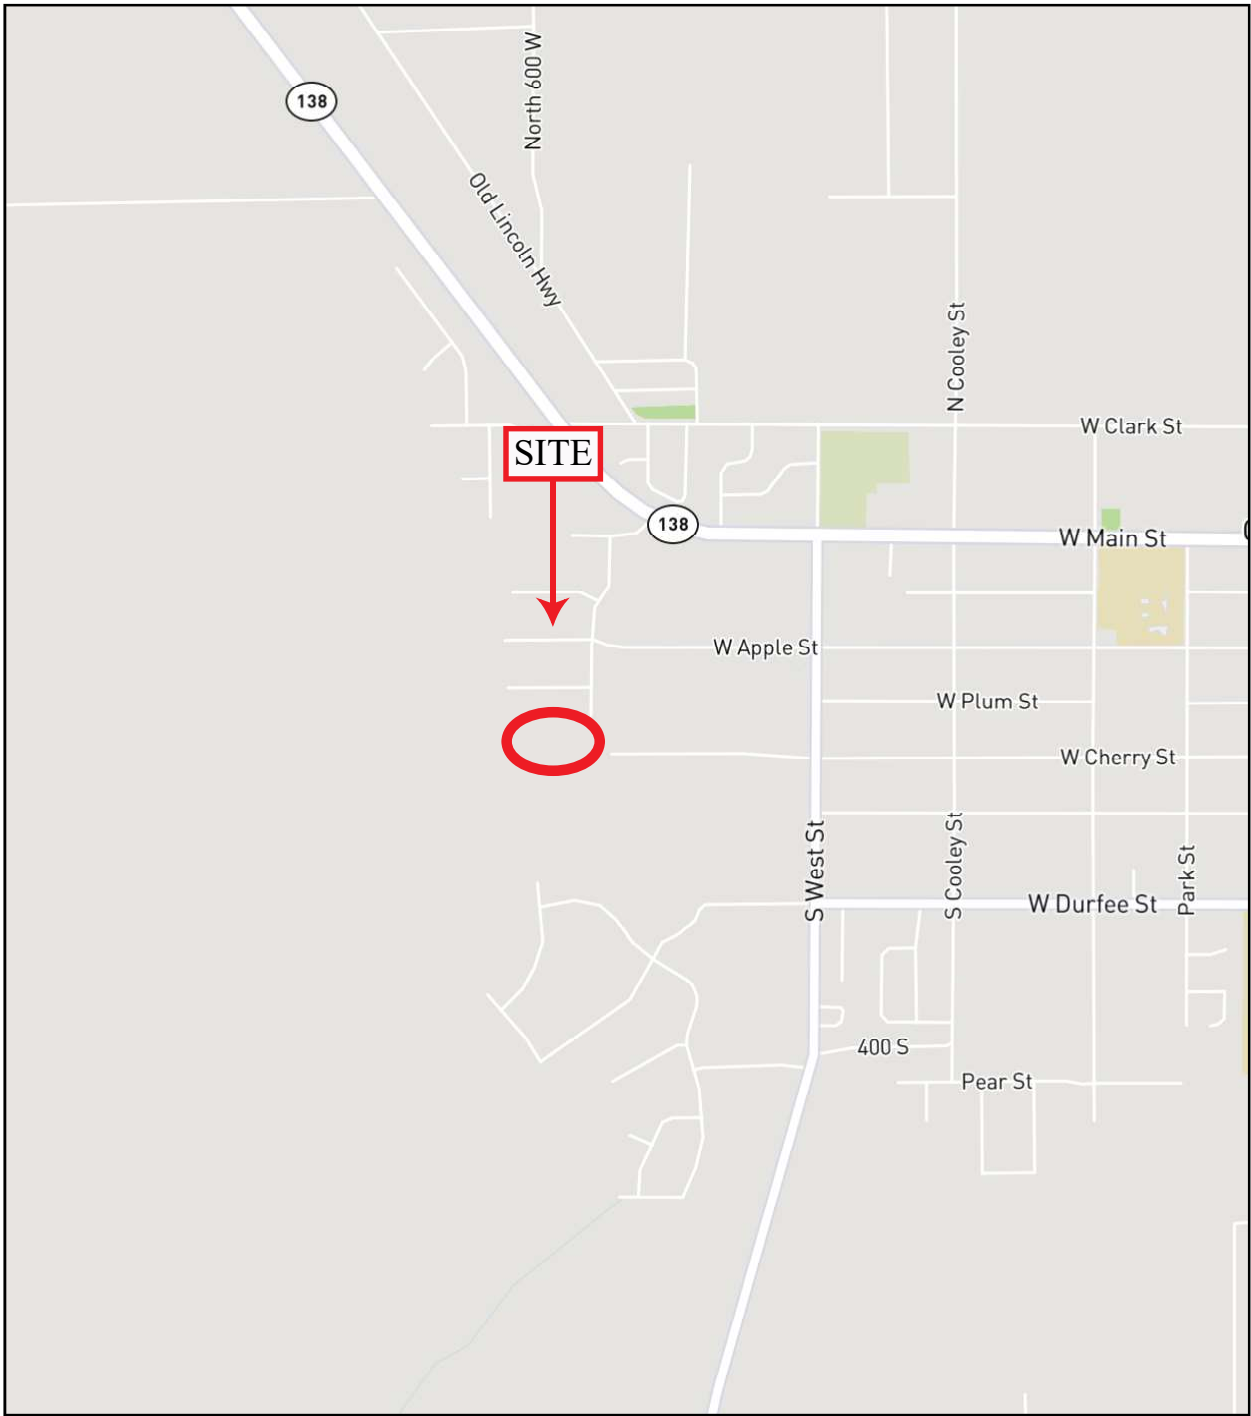 North 600 W
138
Old Lincoln Hwy
N Cooley St
W Clark St
SITE
138
W Main St
W Apple St
W Plum St
W Cherry St
S West St
S Cooley St
Park St
W Durfee St
400 S
Pear St